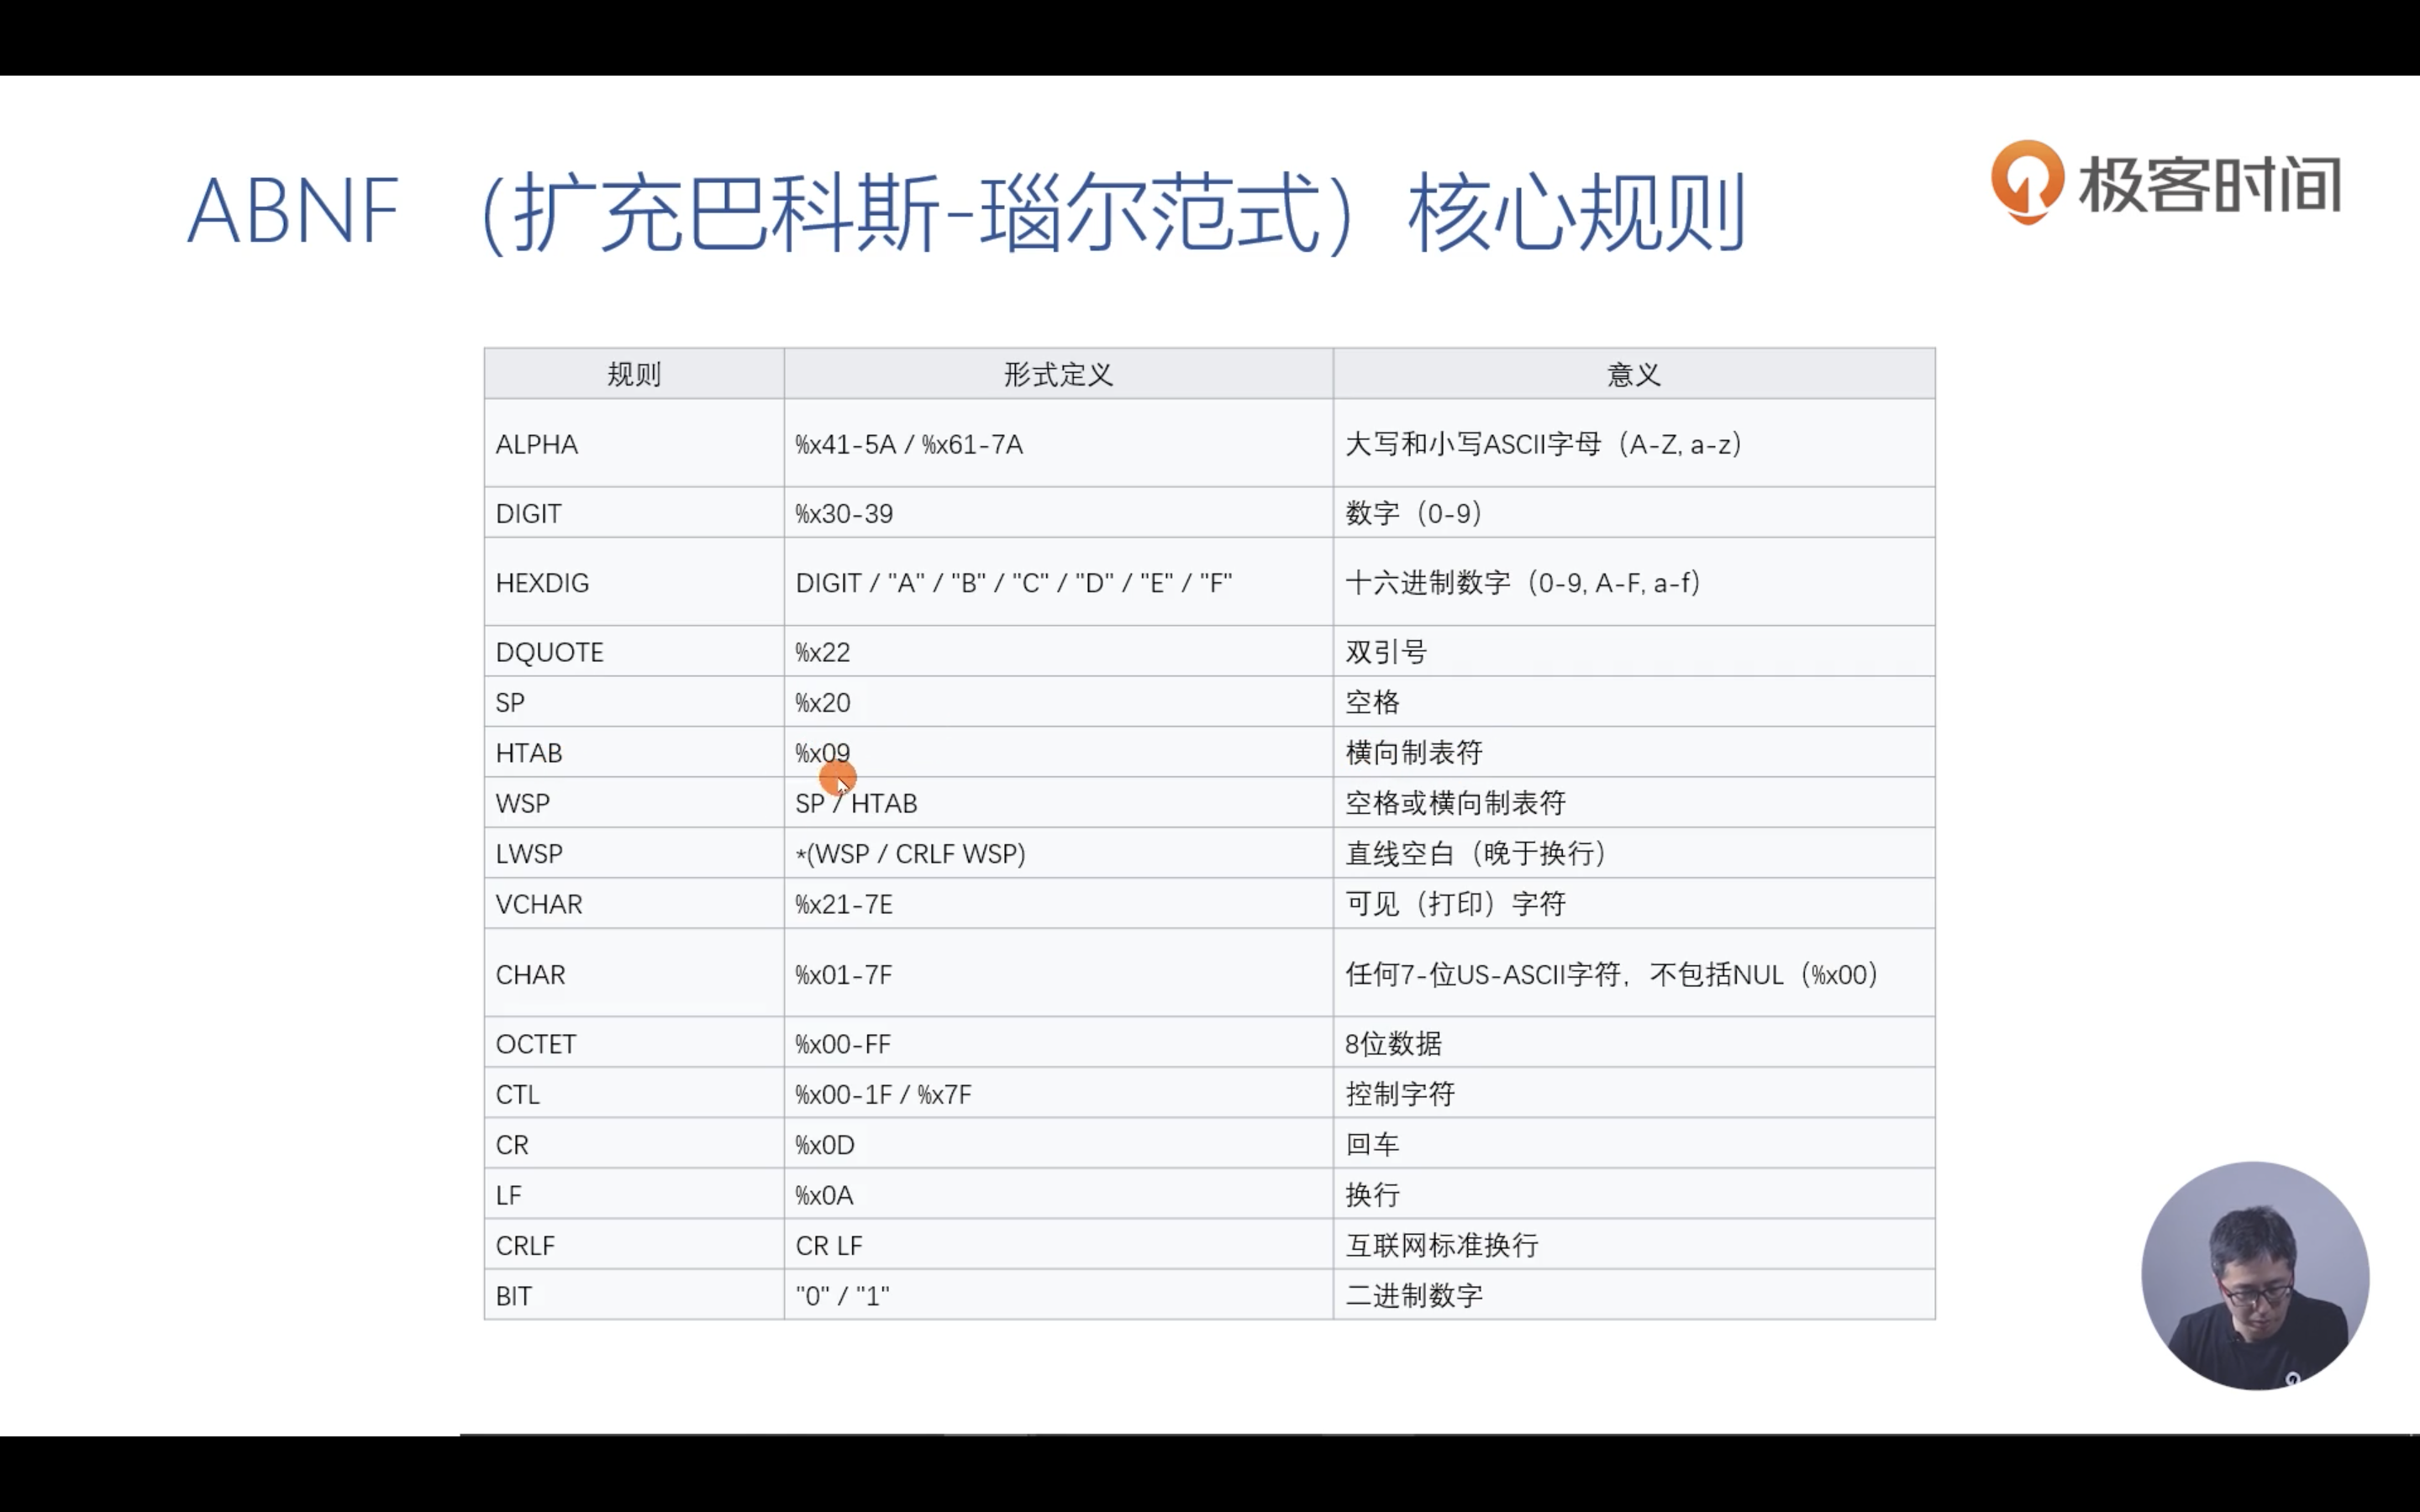 ABNF （扩充巴科斯-瑙尔范式）核心规则
极客时间
规则 形式定义 意义
ALPHA %x41-5A / %x61-7A 大写和小写ASCII字母（A-Z, a-z）
DIGIT %x30-39 数字（0-9）
HEXDIG DIGIT / "A" / "B" / "C" / "D" / "E" / "F" 十六进制数字（0-9, A-F, a-f）
DQUOTE %x22 双引号
SP %x20 空格
HTAB %x09 横向制表符
WSP SP / HTAB 空格或横向制表符
LWSP *(WSP / CRLF WSP) 直线空白（晚于换行）
VCHAR %x21-7E 可见（打印）字符
CHAR %x01-7F 任何7-位US-ASCII字符，不包括NUL（%x00）
OCTET %x00-FF 8位数据
CTL %x00-1F / %x7F 控制字符
CR %x0D 回车
LF %x0A 换行
CRLF CR LF 互联网标准换行
BIT "0" / "1" 二进制数字